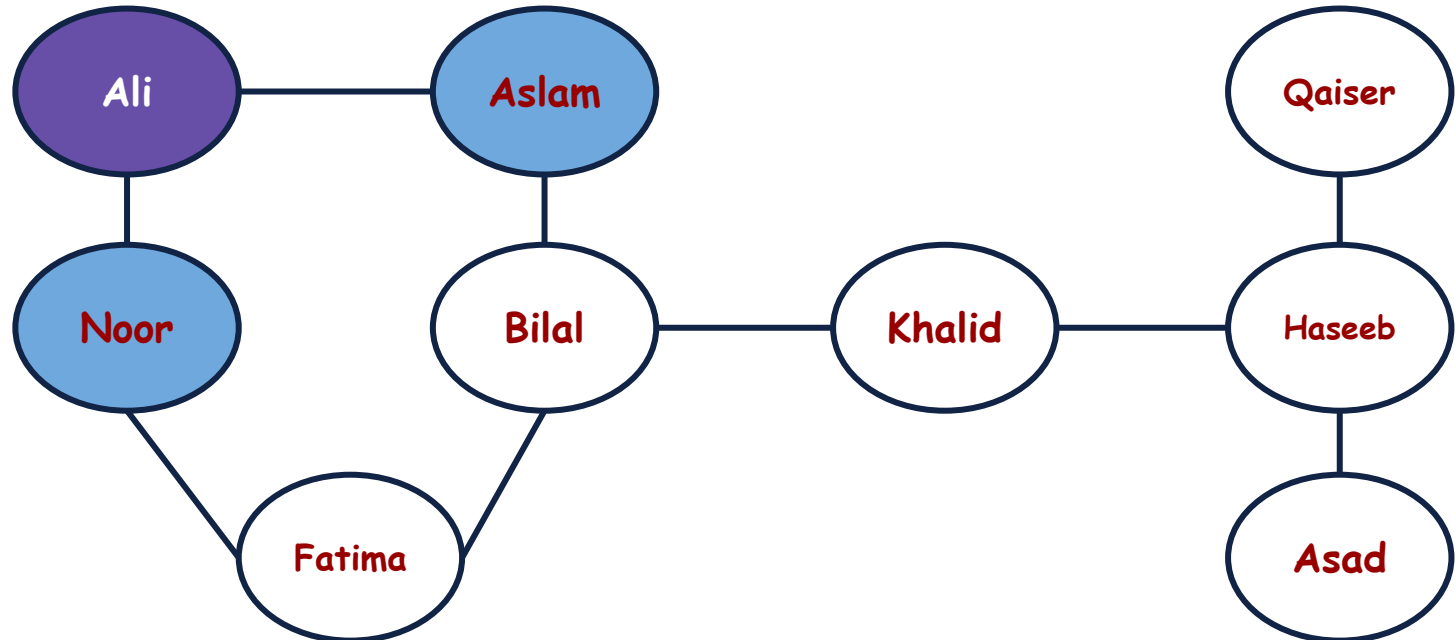 Ali
Aslam
Qaiser
Noor
Bilal
Khalid
Haseeb
Fatima
Asad